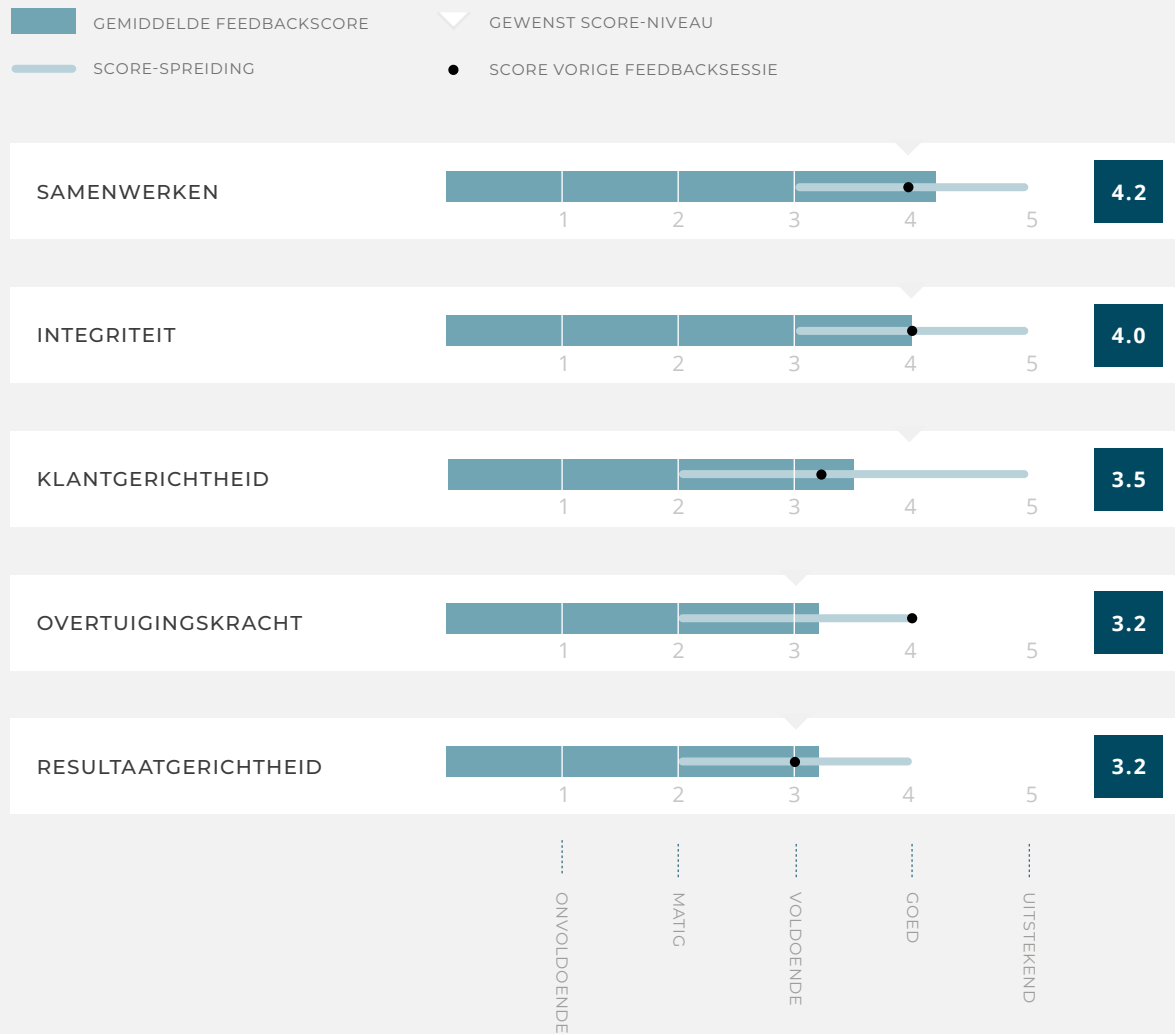 GEMIDDELDE FEEDBACKSCORE
GEWENST SCORE-NIVEAU
SCORE-SPREIDING
SCORE VORIGE FEEDBACKSESSIE
SAMENWERKEN
1 2 3 4 5
4.2
INTEGRITEIT
1 2 3 4 5
4.0
KLANTGERICHTHEID
1 2 3 4 5
3.5
OVERTUIGINGSKRACHT
1 2 3 4 5
3.2
RESULTAATGERICHTHEID
1 2 3 4 5
3.2
ONVOLDOENDE
MATIG
VOLDOENDE
GOED
UITSTEKEND